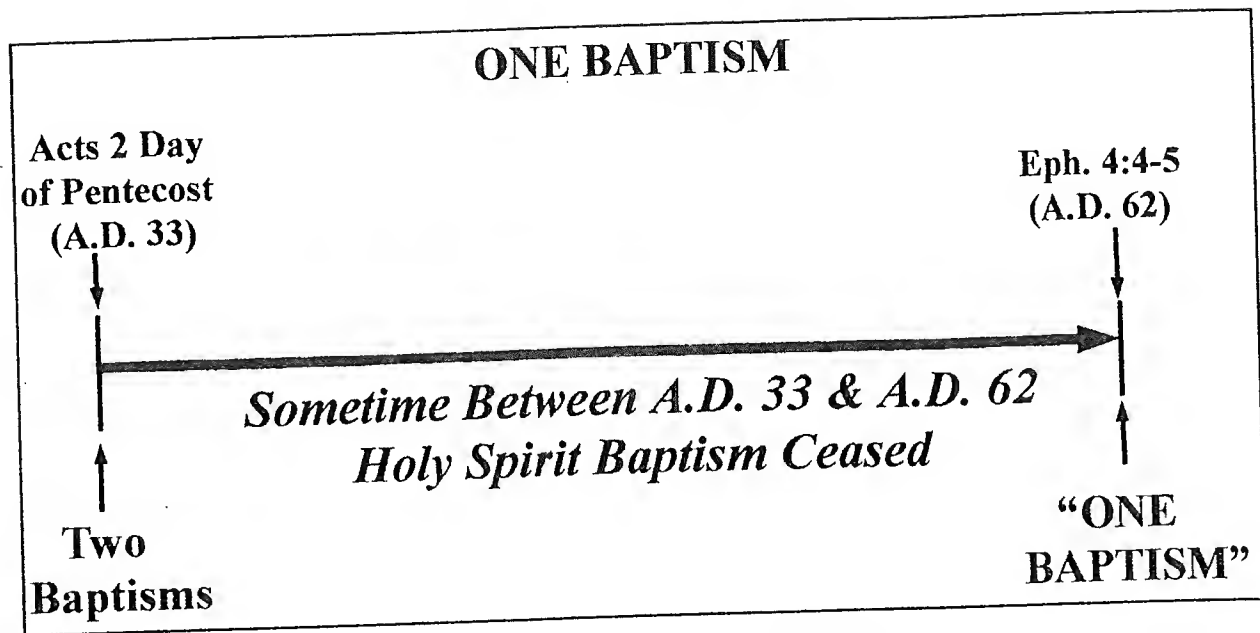 ONE BAPTISM
Acts 2 Day
of Pentecost
(A.D. 33)
Eph. 4:4-5
(A.D. 62)
Sometime Between A.D. 33 & A.D. 62
Holy Spirit Baptism Ceased
Two
Baptisms
“ONE
BAPTISM”